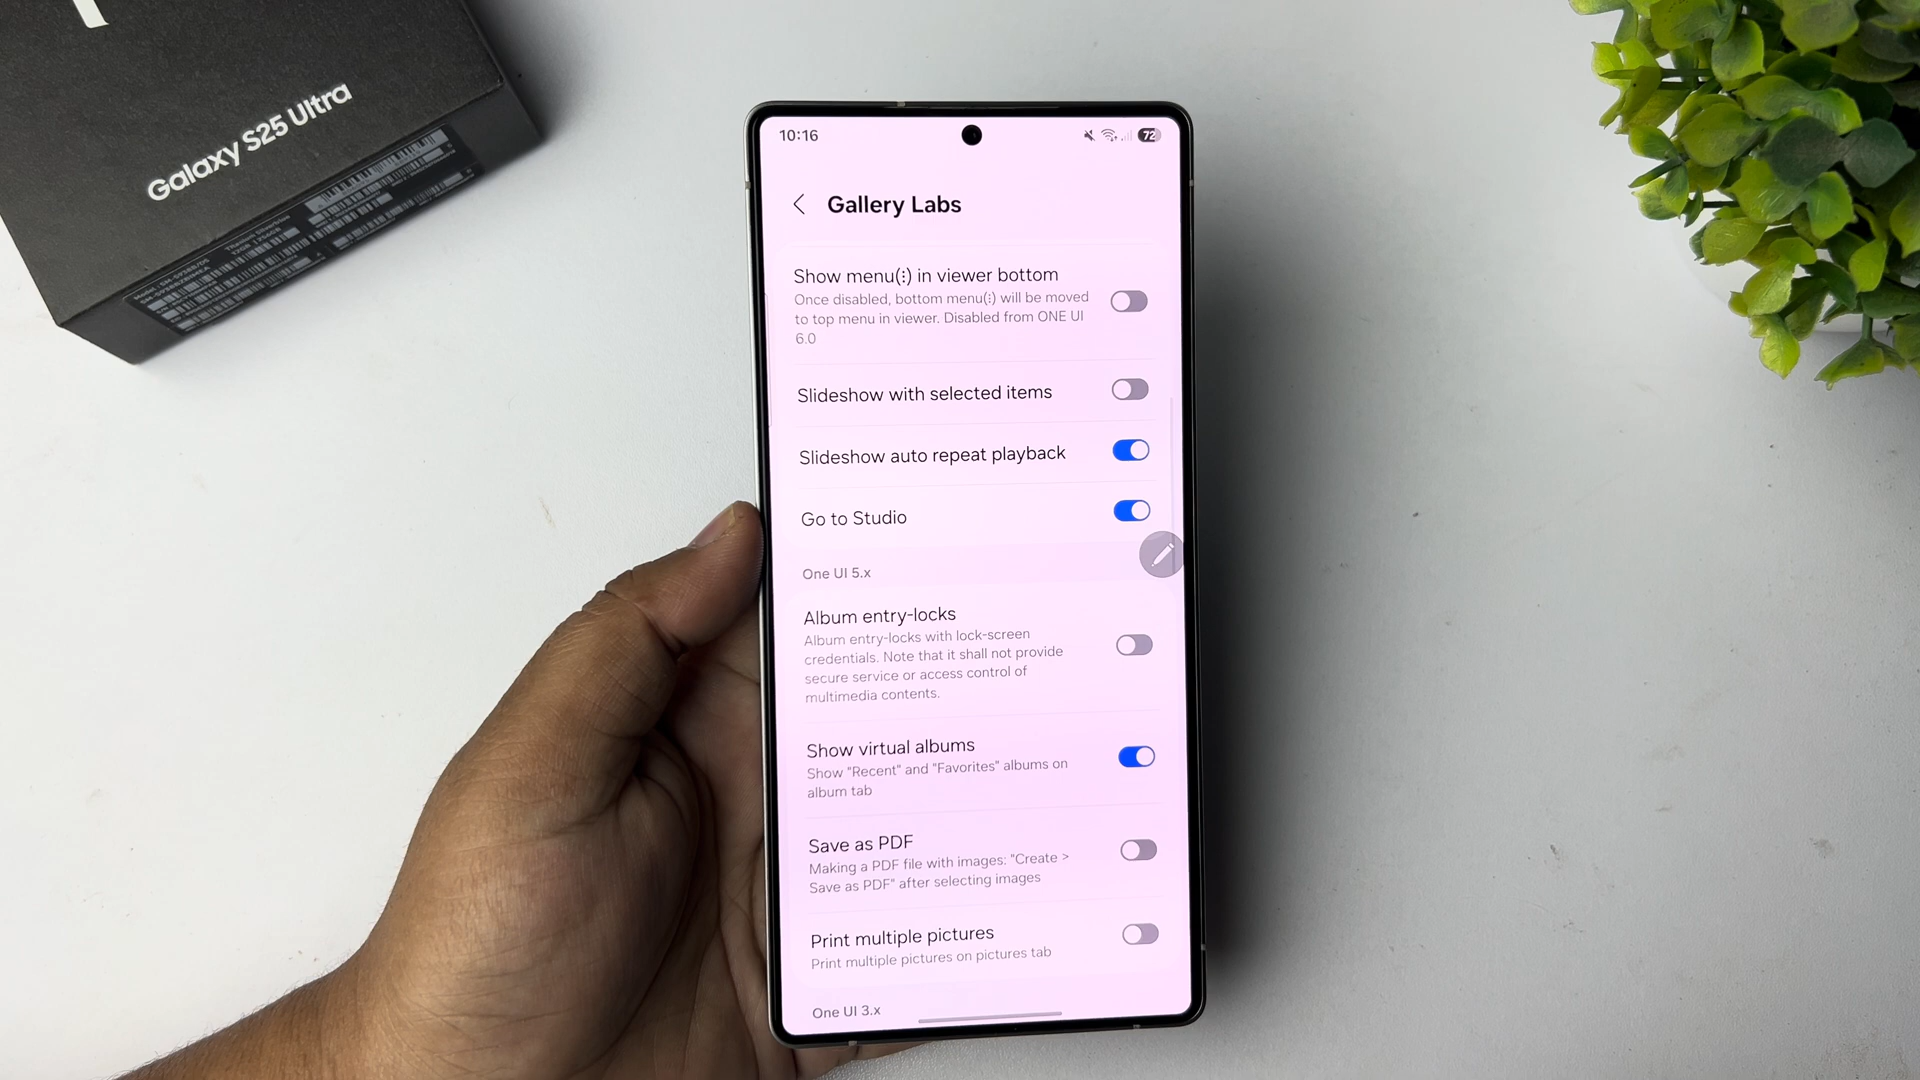 Galaxy S25 Ultra
10:16
72
Gallery Labs
Show menu(⋮) in viewer bottom
Once disabled, bottom menu(⋮) will be moved
to top menu in viewer. Disabled from ONE UI
6.0
Slideshow with selected items
Slideshow auto repeat playback
Go to Studio
One UI 5.x
Album entry-locks
Album entry-locks with lock-screen
credentials. Note that it shall not provide
secure service or access control of
multimedia contents.
Show virtual albums
Show "Recent" and "Favorites" albums on
album tab
Save as PDF
Making a PDF file with images: "Create >
Save as PDF" after selecting images
Print multiple pictures
Print multiple pictures on pictures tab
One UI 3.x